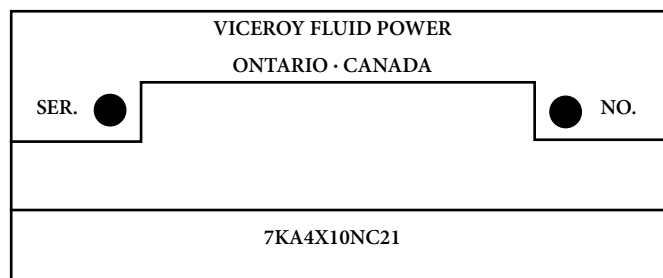 VICEROY FLUID POWER
ONTARIO · CANADA
SER. NO.
7KA4X10NC21